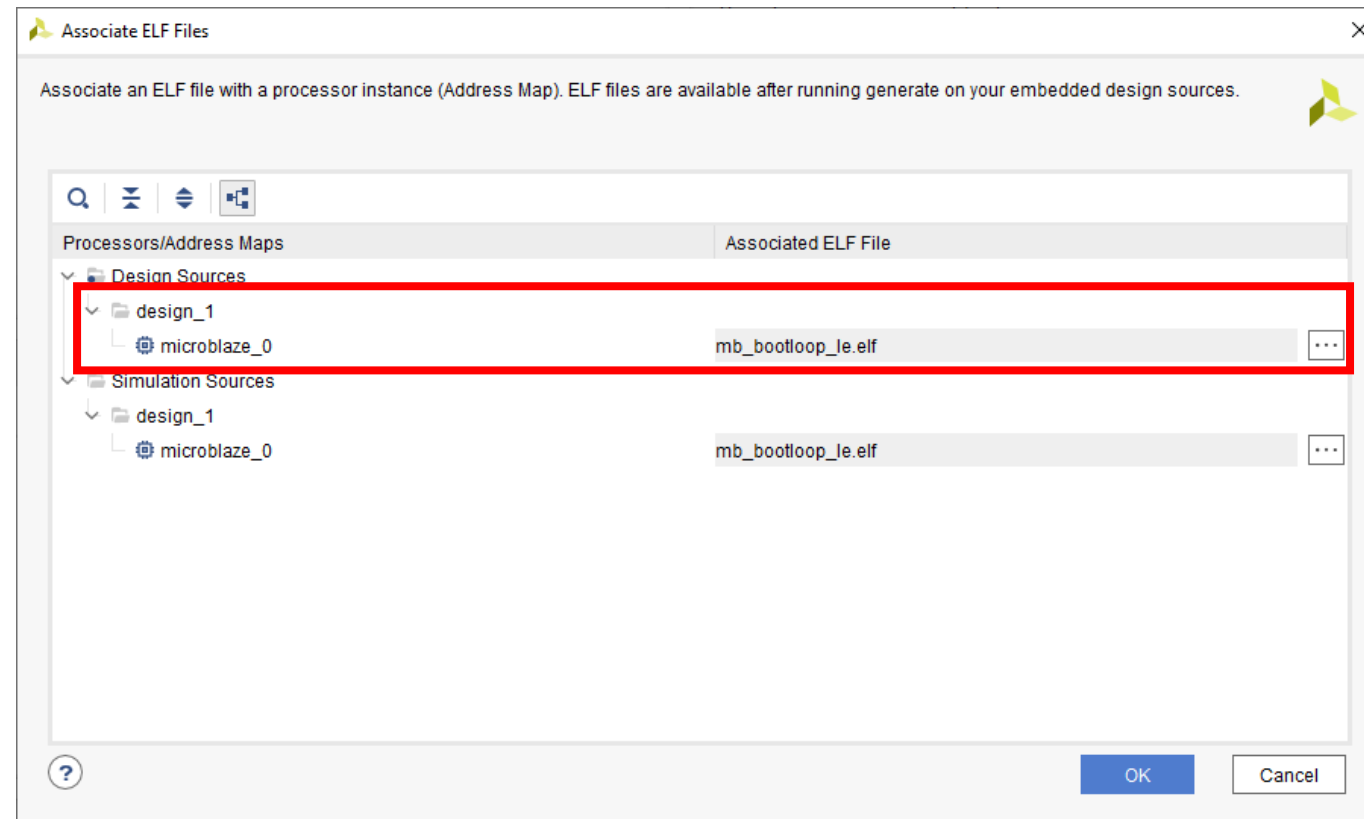 Associate ELF Files
Associate an ELF file with a processor instance (Address Map). ELF files are available after running generate on your embedded design sources.
Processors/Address Maps Associated ELF File
Design Sources
design_1
microblaze_0 mb_bootloop_le.elf ...
Simulation Sources
design_1
microblaze_0 mb_bootloop_le.elf ...
? OK Cancel